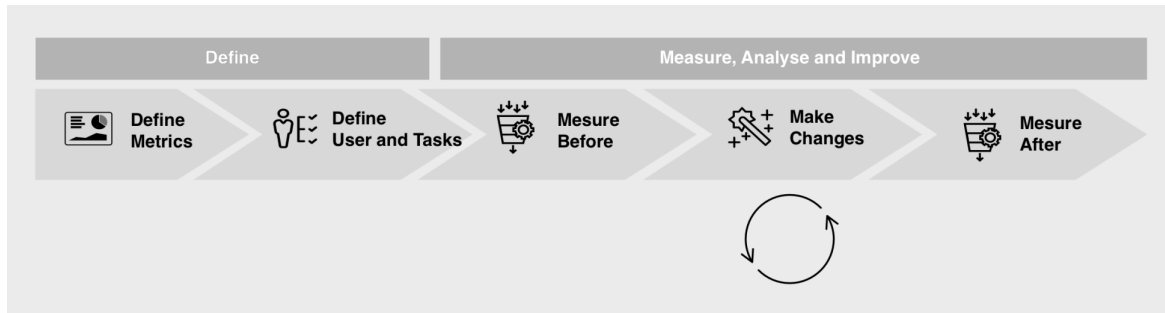 Define
Measure, Analyse and Improve
Define
Metrics
Define
User and Tasks
Mesure
Before
Make
Changes
Mesure
After